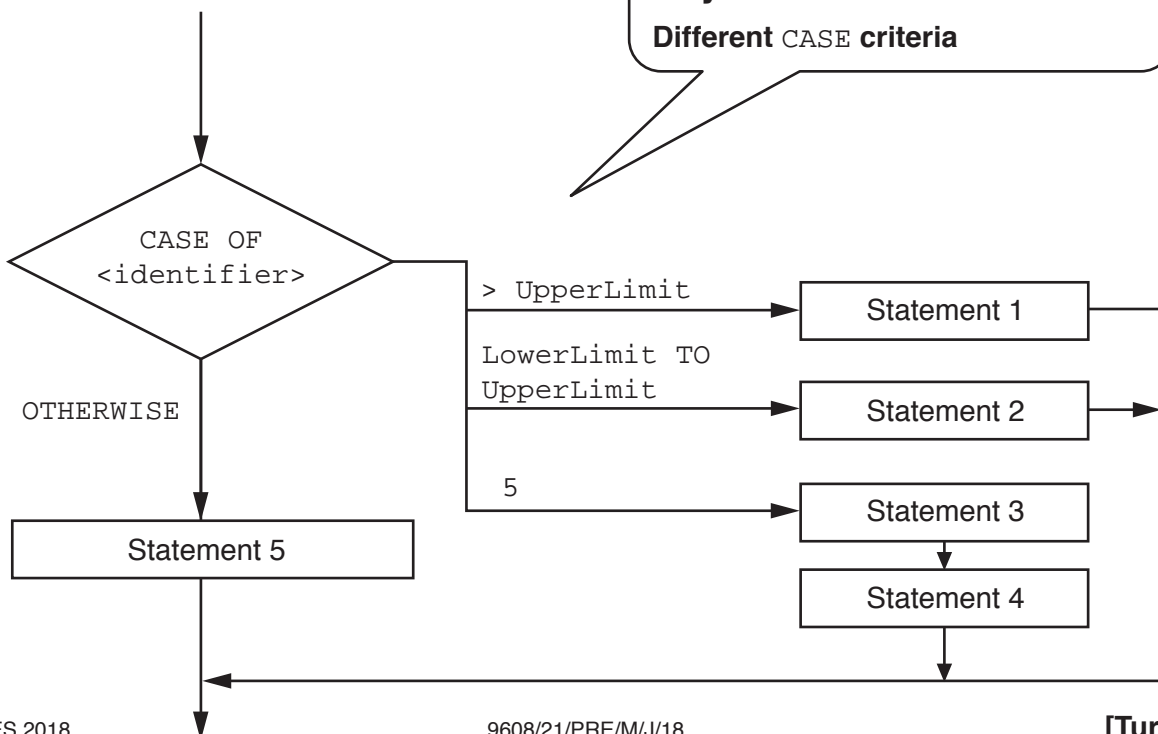 Different CASE criteria
CASE OF
<identifier>
> UpperLimit
Statement 1
LowerLimit TO
UpperLimit
Statement 2
OTHERWISE
5
Statement 3
Statement 5
Statement 4
2018
9608/21/PRE/M/J/18